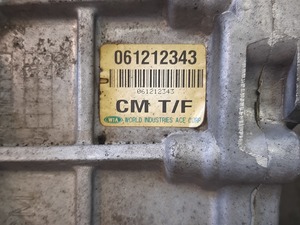 061212343
061212343
CM T/F
WIA WORLD INDUSTRIES ACE CORP